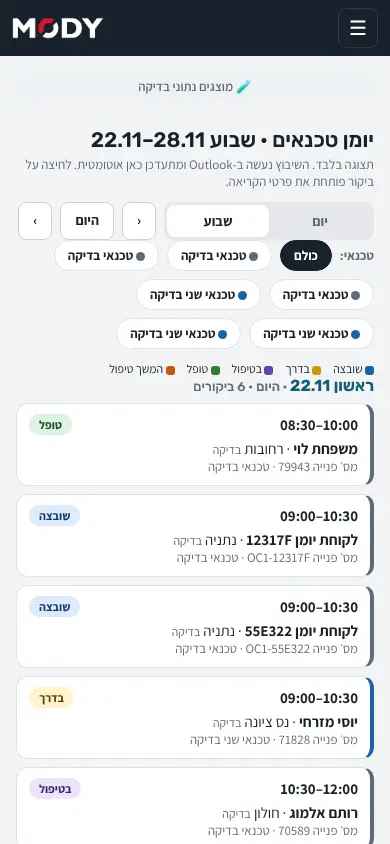 MODY
🧪 מוצגים נתוני בדיקה
יומן טכנאים • שבוע 22.11–28.11
תצוגה בלבד. השיבוץ נעשה ב-Outlook ומתעדכן כאן אוטומטית. לחיצה על
ביקור פותחת את פרטי הקריאה.
יום שבוע › היום ‹
טכנאי: כולם טכנאי בדיקה טכנאי בדיקה
טכנאי בדיקה טכנאי שני בדיקה
טכנאי שני בדיקה טכנאי שני בדיקה
שובצה בדרך בטיפול טופל המשך טיפול
ראשון 22.11 • היום • 6 ביקורים
08:30–10:00 טופל
משפחת לוי · רחובות בדיקה
מס׳ פנייה 79943 · טכנאי בדיקה
09:00–10:30 שובצה
לקוחת יומן 12317F · נתניה בדיקה
מס׳ פנייה OC1-12317F · טכנאי בדיקה
09:00–10:30 שובצה
לקוחת יומן 55E322 · נתניה בדיקה
מס׳ פנייה OC1-55E322 · טכנאי בדיקה
09:00–10:30 בדרך
יוסי מזרחי · נס ציונה בדיקה
מס׳ פנייה 71828 · טכנאי שני בדיקה
10:30–12:00 בטיפול
רותם אלמוג · חולון בדיקה
מס׳ פנייה 70589 · טכנאי שני בדיקה